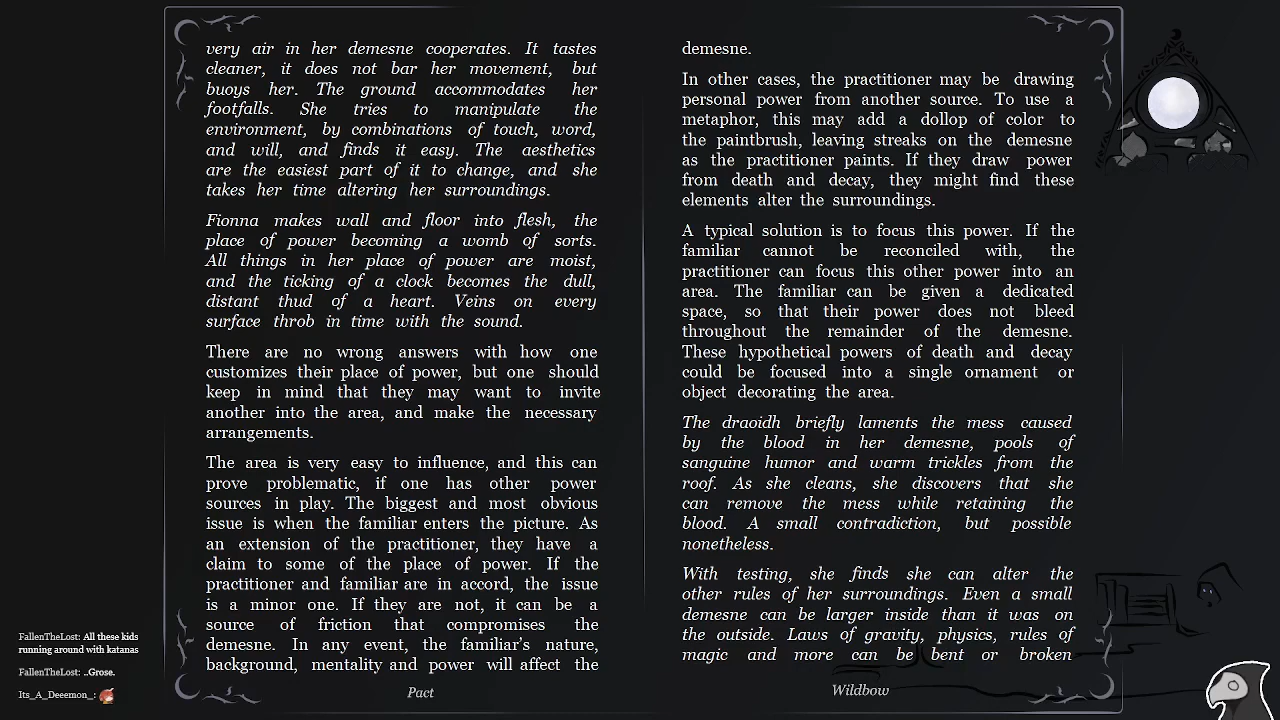 very air in her demesne cooperates. It tastes
cleaner, it does not bar her movement, but
buoys her. The ground accommodates her
footfalls. She tries to manipulate the
environment, by combinations of touch, word,
and will, and finds it easy. The aesthetics
are the easiest part of it to change, and she
takes her time altering her surroundings.
Fionna makes wall and floor into flesh, the
place of power becoming a womb of sorts.
All things in her place of power are moist,
and the ticking of a clock becomes the dull,
distant thud of a heart. Veins on every
surface throb in time with the sound.
There are no wrong answers with how one
customizes their place of power, but one should
keep in mind that they may want to invite
another into the area, and make the necessary
arrangements.
The area is very easy to influence, and this can
prove problematic, if one has other power
sources in play. The biggest and most obvious
issue is when the familiar enters the picture. As
an extension of the practitioner, they have a
claim to some of the place of power. If the
practitioner and familiar are in accord, the issue
is a minor one. If they are not, it can be a
source of friction that compromises the
demesne. In any event, the familiar's nature,
background, mentality and power will affect the
demesne.
In other cases, the practitioner may be drawing
personal power from another source. To use a
metaphor, this may add a dollop of color to
the paintbrush, leaving streaks on the demesne
as the practitioner paints. If they draw power
from death and decay, they might find these
elements alter the surroundings.
A typical solution is to focus this power. If the
familiar cannot be reconciled with, the
practitioner can focus this other power into an
area. The familiar can be given a dedicated
space, so that their power does not bleed
throughout the remainder of the demesne.
These hypothetical powers of death and decay
could be focused into a single ornament or
object decorating the area.
The draoidh briefly laments the mess caused
by the blood in her demesne, pools of
sanguine humor and warm trickles from the
roof. As she cleans, she discovers that she
can remove the mess while retaining the
blood. A small contradiction, but possible
nonetheless.
With testing, she finds she can alter the
other rules of her surroundings. Even a small
demesne can be larger inside than it was on
the outside. Laws of gravity, physics, rules of
magic and more can be bent or broken
Pact
Wildbow
FallenTheLost: All these kids
running around with katanas
FallenTheLost: ..Grose.
Its_A_Deeemon_: